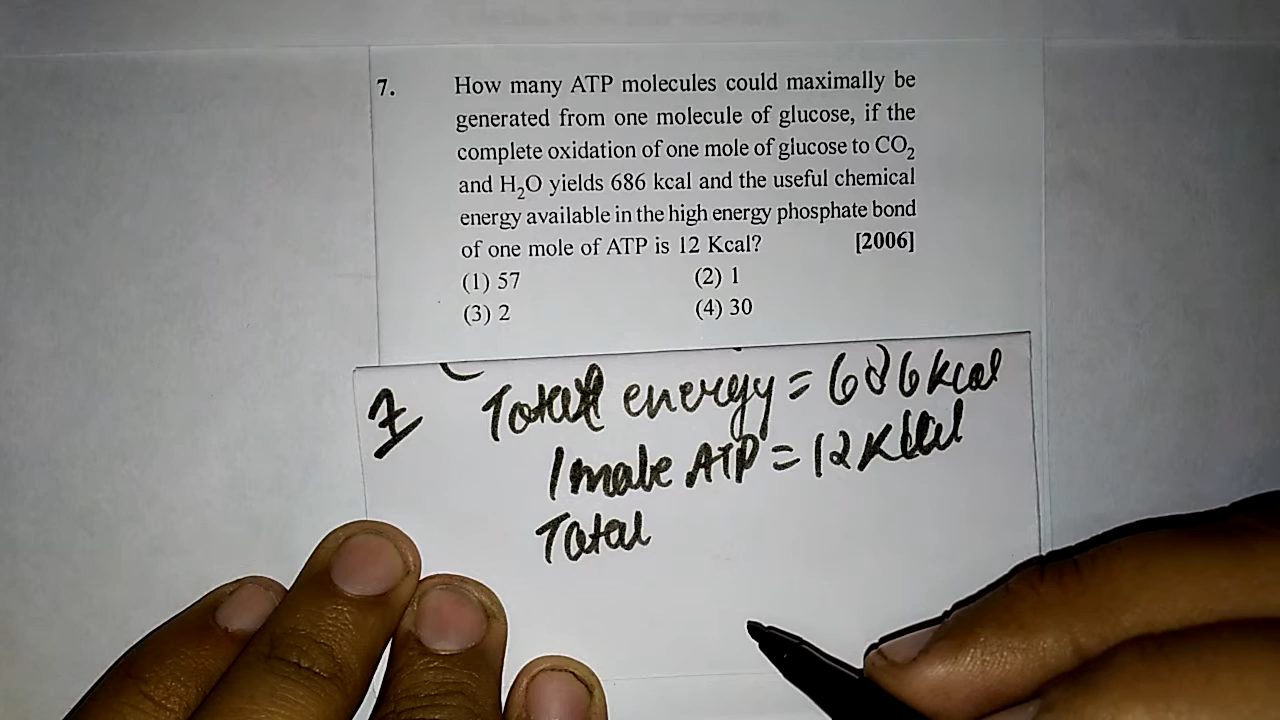 7. How many ATP molecules could maximally be
generated from one molecule of glucose, if the
complete oxidation of one mole of glucose to CO₂
and H₂O yields 686 kcal and the useful chemical
energy available in the high energy phosphate bond
of one mole of ATP is 12 Kcal? [2006]
(1) 57 (2) 1
(3) 2 (4) 30
7 Total energy = 686 kcal
1 mole ATP = 12 Kcal
Total